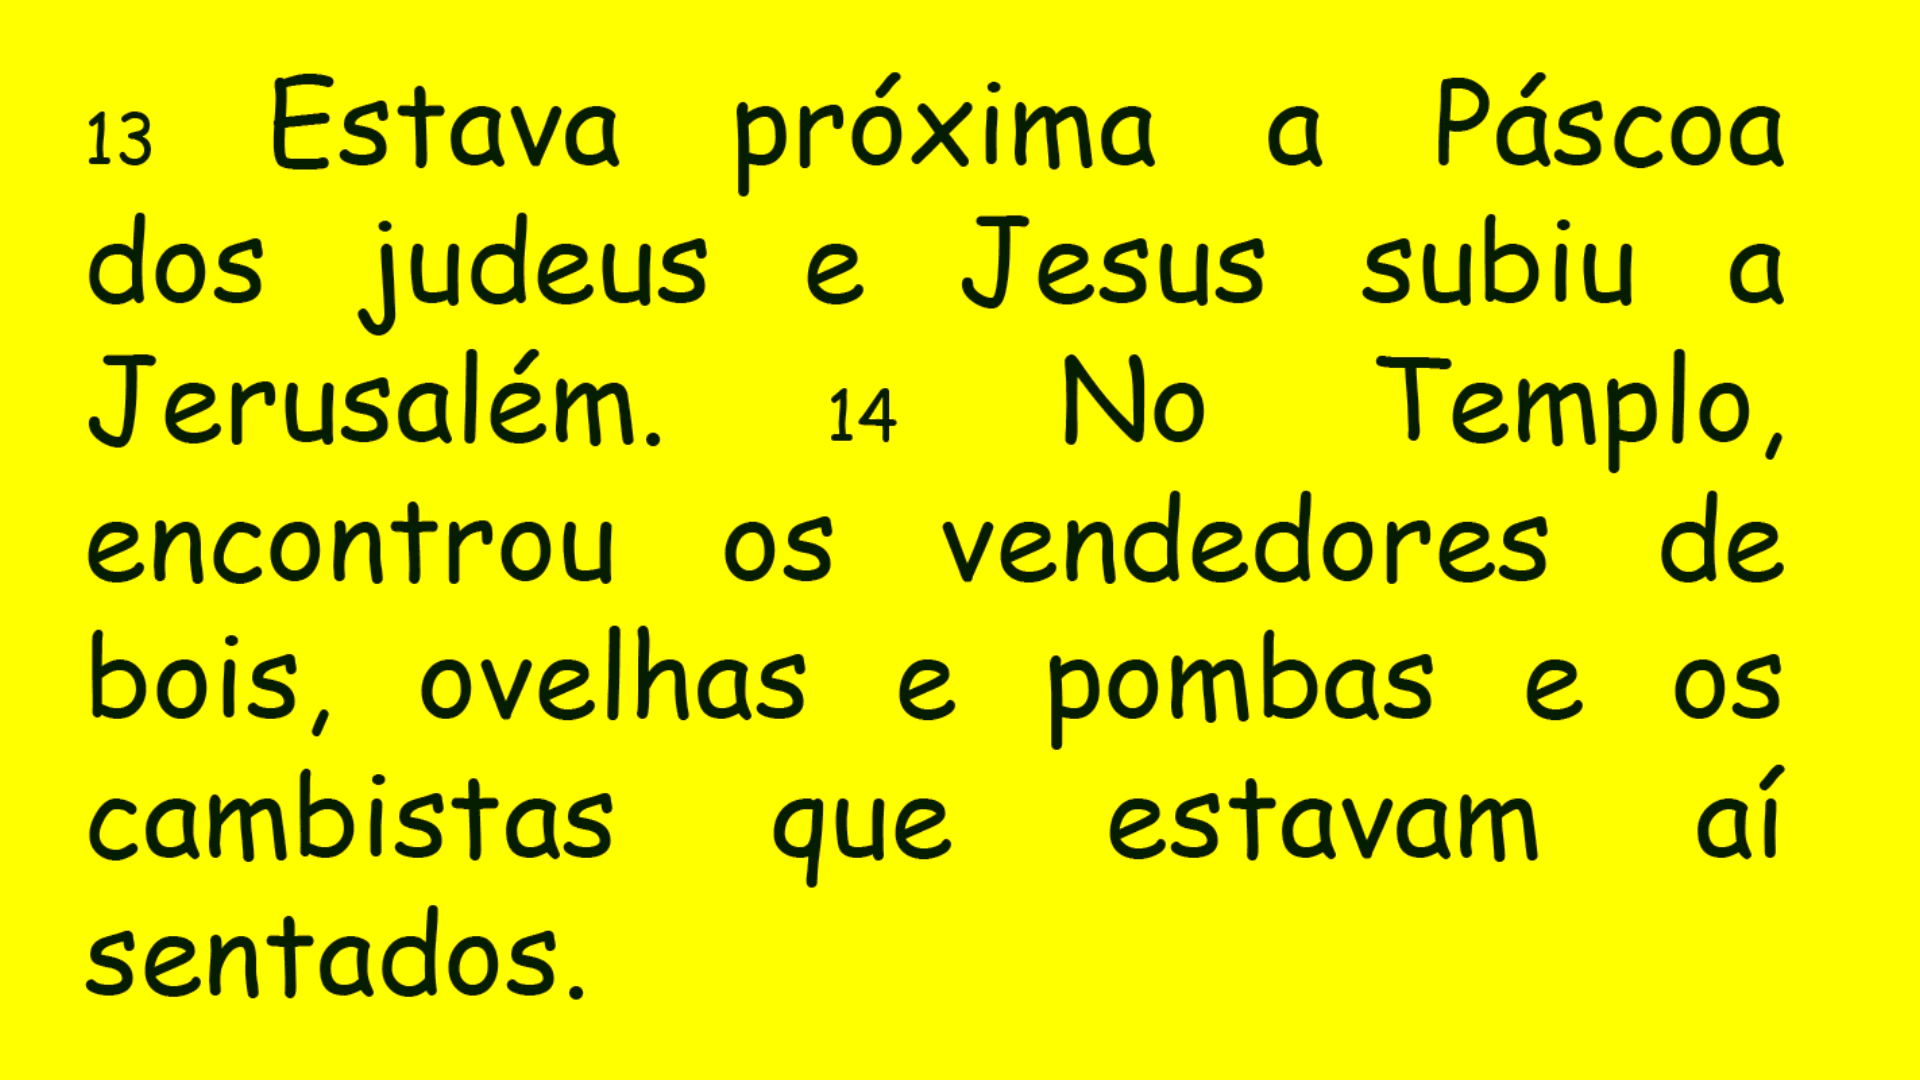 13 Estava próxima a Páscoa
dos judeus e Jesus subiu a
Jerusalém. 14 No Templo,
encontrou os vendedores de
bois, ovelhas e pombas e os
cambistas que estavam aí
sentados.